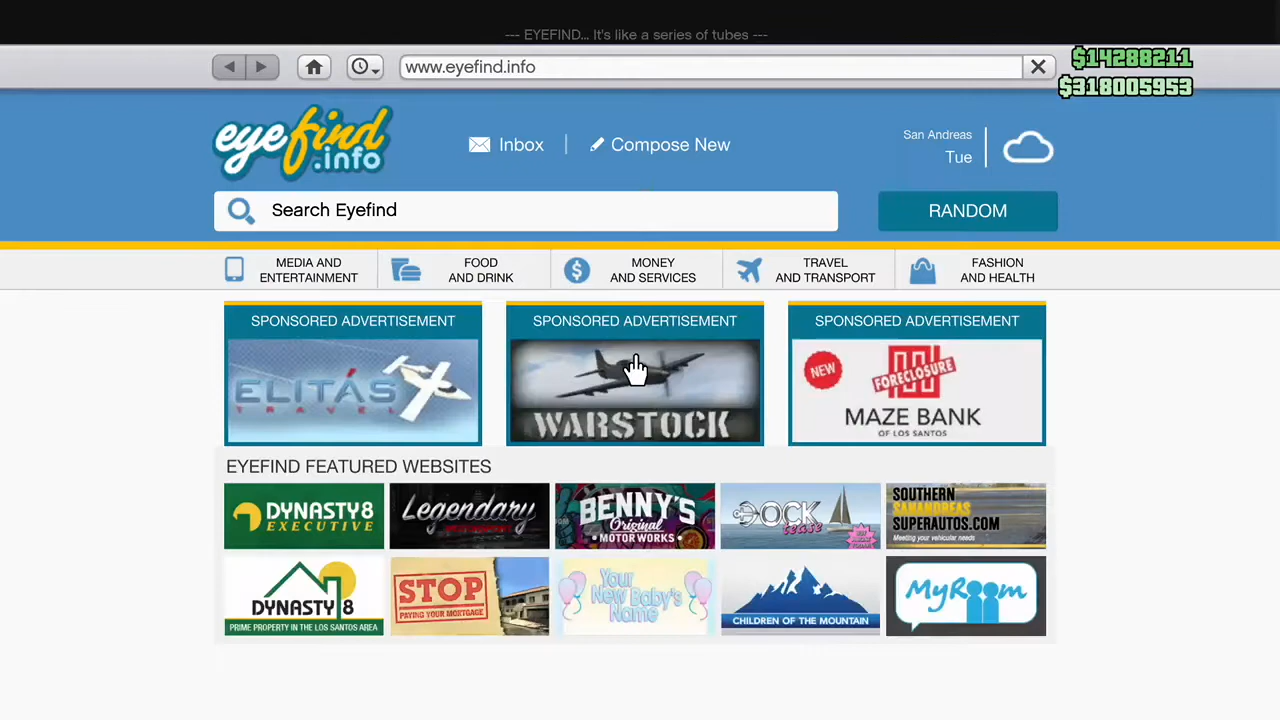 --- EYEFIND... It's like a series of tubes ---
www.eyefind.info
$14288211
$318005953
eyefind
.info
Inbox
Compose New
San Andreas
Tue
Search Eyefind
RANDOM
MEDIA AND
ENTERTAINMENT
FOOD
AND DRINK
MONEY
AND SERVICES
TRAVEL
AND TRANSPORT
FASHION
AND HEALTH
SPONSORED ADVERTISEMENT
ELITÁS
TRAVEL
SPONSORED ADVERTISEMENT
WARSTOCK
SPONSORED ADVERTISEMENT
NEW
FORECLOSURE
MAZE BANK
OF LOS SANTOS
EYEFIND FEATURED WEBSITES
DYNASTY 8
EXECUTIVE
Legendary
BENNY'S
Original
MOTOR WORKS
DOCK
tease
SOUTHERN
SANANDREAS
SUPERAUTOS.COM
Meeting your vehicular needs
DYNASTY 8
PRIME PROPERTY IN THE LOS SANTOS AREA
STOP
PAYING YOUR MORTGAGE
Your
New Baby's
Name
CHILDREN OF THE MOUNTAIN
MyRoom